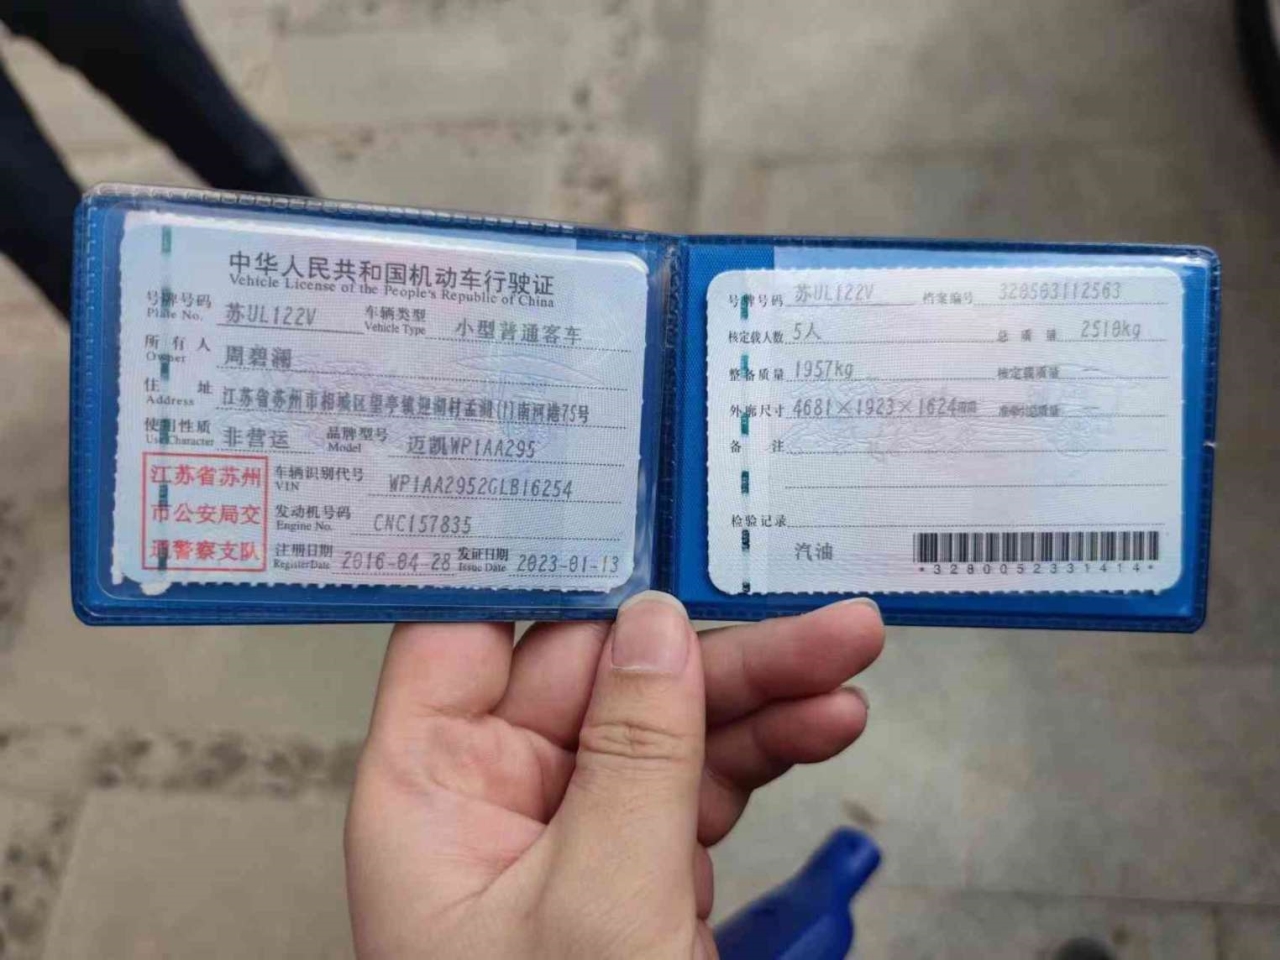 中华人民共和国机动车行驶证
Vehicle License of the People's Republic of China
号牌号码 苏UL122V 车辆类型 小型普通客车
Plate No. Vehicle Type
所有人 周碧澜
Owner
住址 江苏省苏州市相城区望亭镇迎湖村孟湖(1)南河港75号
Address
使用性质 非营运 品牌型号 迈凯WP1AA295
Use Character Model
江苏省苏州
市公安局交
通警察支队
车辆识别代号 WP1AA2952GLB16254
VIN
发动机号码 CNC157835
Engine No.
注册日期 2016-04-28 发证日期 2023-01-13
Register Date Issue Date
号牌号码 苏UL122V 档案编号 320503112563
核定载人数 5人 总质量 2510kg
整备质量 1957kg 核定载质量 --
外廓尺寸 4681×1923×1624mm 准牵引总质量 --
备注
检验记录
汽油
*3280052331414*